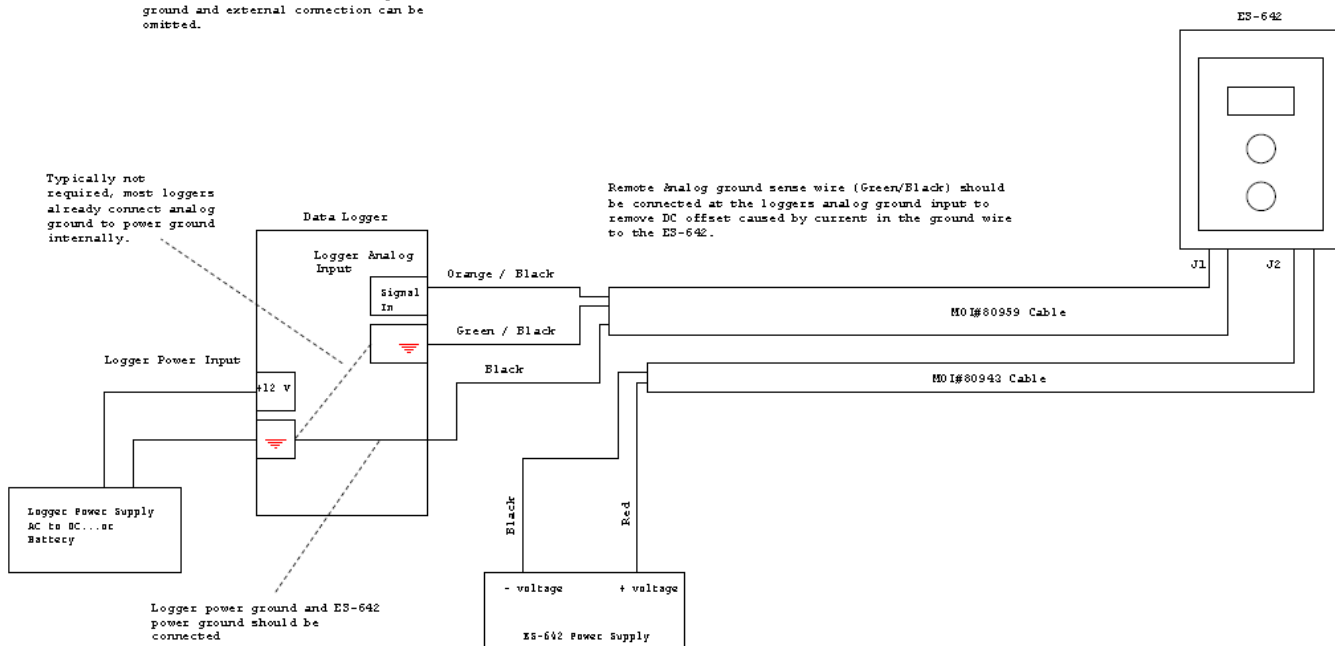 ground and external connection can be
omitted.
ES-642
Typically not
required, most loggers
already connect analog
ground to power ground
internally.
Data Logger
Remote Analog ground sense wire (Green/Black) should
be connected at the loggers analog ground input to
remove DC offset caused by current in the ground wire
to the ES-642.
Logger Analog
Input
Orange / Black
J1
J2
Signal
In
MOI#80959 Cable
Green / Black
Logger Power Input
Black
+12 V
MOI#80943 Cable
Black
Red
Logger Power Supply
AC to DC...or
Battery
- voltage
+ voltage
Logger power ground and ES-642
power ground should be
connected
ES-642 Power Supply